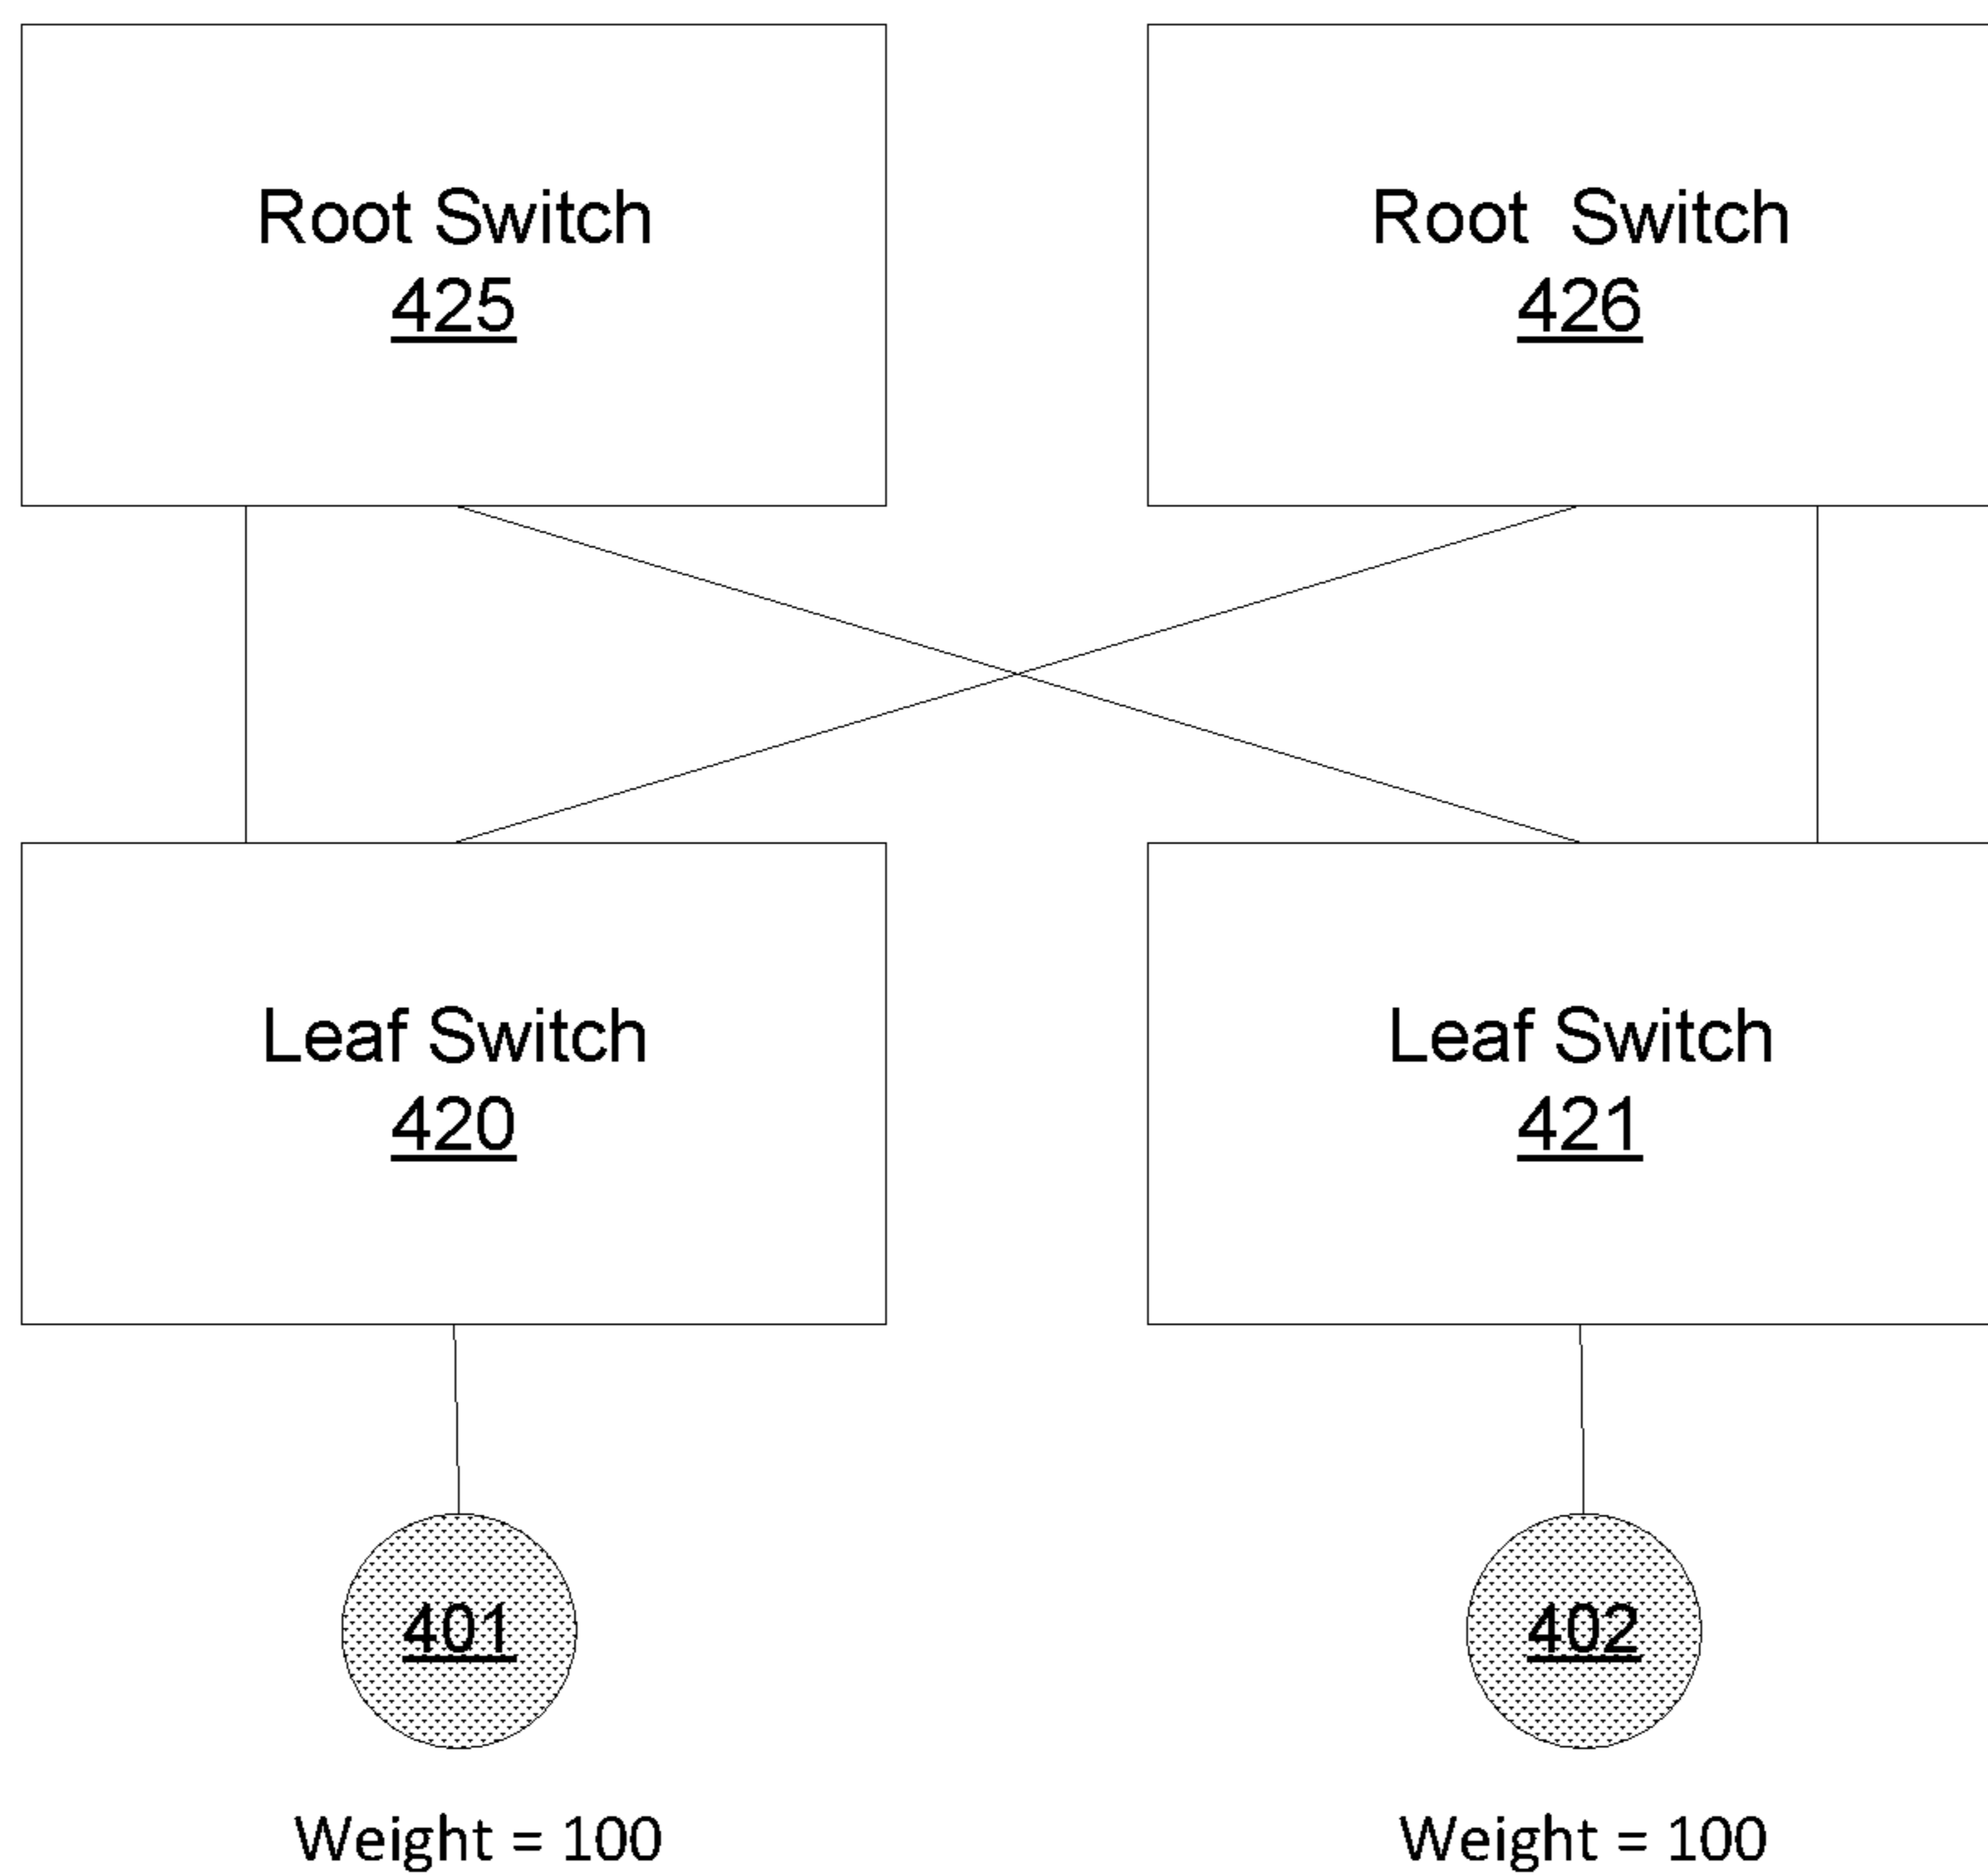 Root Switch
425
Root Switch
426
Leaf Switch
420
Leaf Switch
421
401
402
Weight = 100
Weight = 100